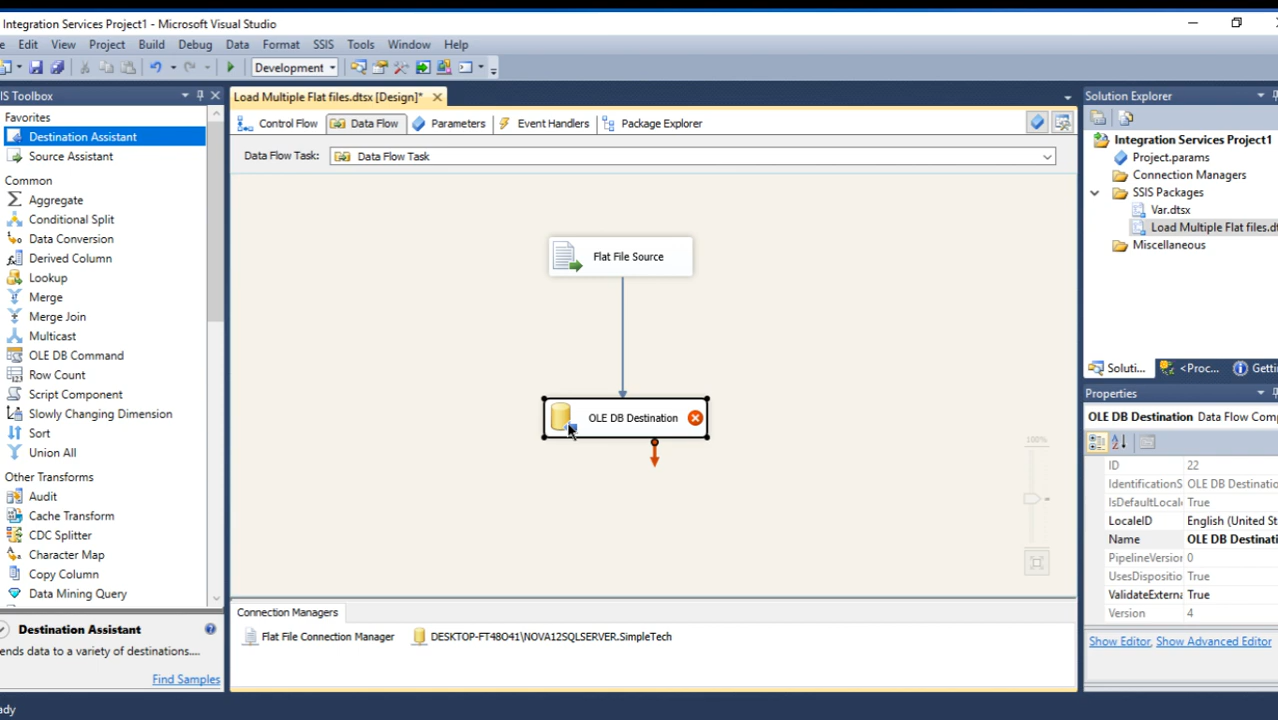 Integration Services Project1 - Microsoft Visual Studio
e Edit View Project Build Debug Data Format SSIS Tools Window Help
Development
IS Toolbox
Favorites
Destination Assistant
Source Assistant
Common
Aggregate
Conditional Split
Data Conversion
Derived Column
Lookup
Merge
Merge Join
Multicast
OLE DB Command
Row Count
Script Component
Slowly Changing Dimension
Sort
Union All
Other Transforms
Audit
Cache Transform
CDC Splitter
Character Map
Copy Column
Data Mining Query
Destination Assistant
ends data to a variety of destinations....
Find Samples
ady
Load Multiple Flat files.dtsx [Design]*
Control Flow Data Flow Parameters Event Handlers Package Explorer
Data Flow Task: Data Flow Task
Flat File Source
OLE DB Destination
100%
Connection Managers
Flat File Connection Manager DESKTOP-FT48O41\NOVA12SQLSERVER.SimpleTech
Solution Explorer
Integration Services Project1
Project.params
Connection Managers
SSIS Packages
Var.dtsx
Load Multiple Flat files.dt
Miscellaneous
Soluti... <Proc... Getti
Properties
OLE DB Destination Data Flow Comp
ID 22
IdentificationS OLE DB Destinatio
IsDefaultLocale True
LocaleID English (United St
Name OLE DB Destinati
PipelineVersion 0
UsesDispositio True
ValidateExterna True
Version 4
Show Editor, Show Advanced Editor